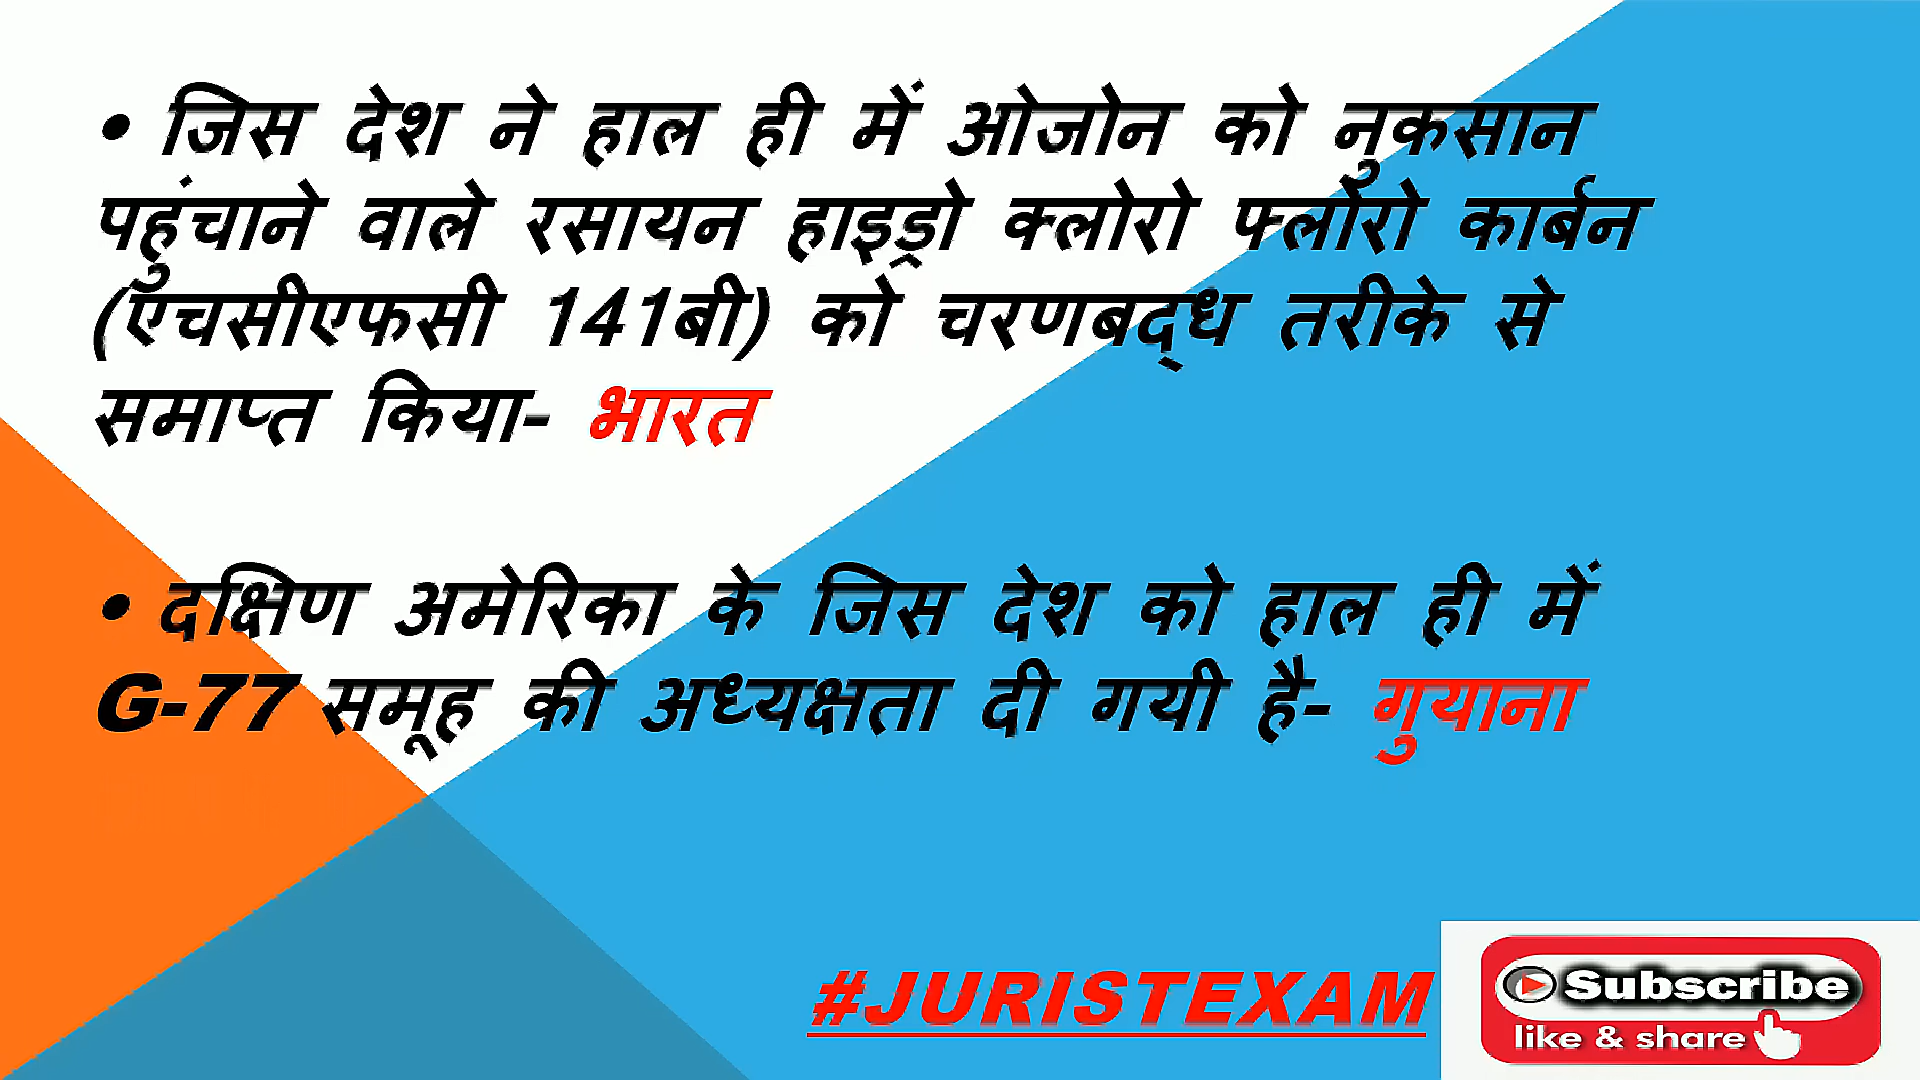 • जिस देश ने हाल ही में ओजोन को नुकसान
पहुंचाने वाले रसायन हाइड्रो क्लोरो फ्लोरो कार्बन
(एचसीएफसी 141बी) को चरणबद्ध तरीके से
समाप्त किया- भारत
• दक्षिण अमेरिका के जिस देश को हाल ही में
G-77 समूह की अध्यक्षता दी गयी है- गुयाना
#JURISTEXAM
Subscribe
like & share